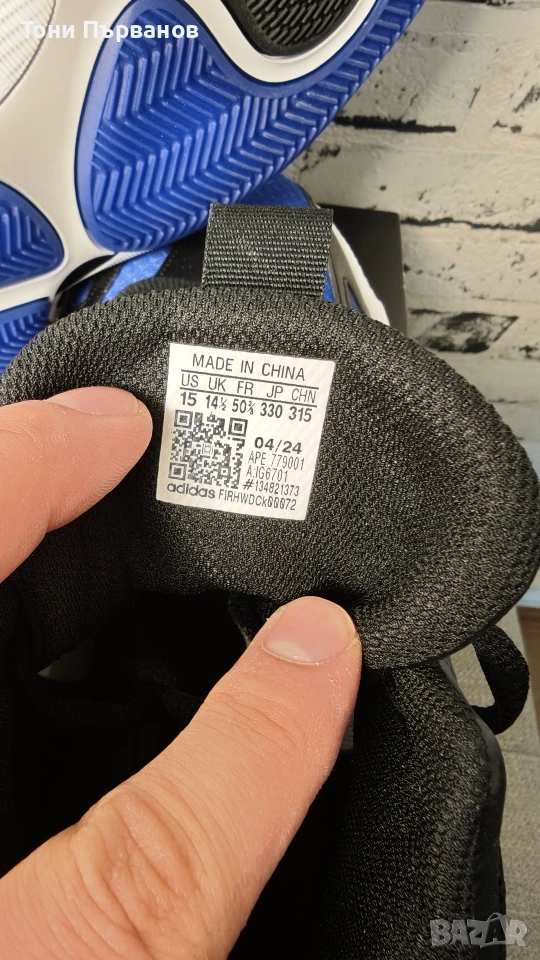 Тони Първанов
MADE IN CHINA
US UK FR JP CHN
15 14½ 50⅔ 330 315
04/24
APE 779001
A:IG6701
#134821373
adidas FIRHWDCK00072
BAZAR